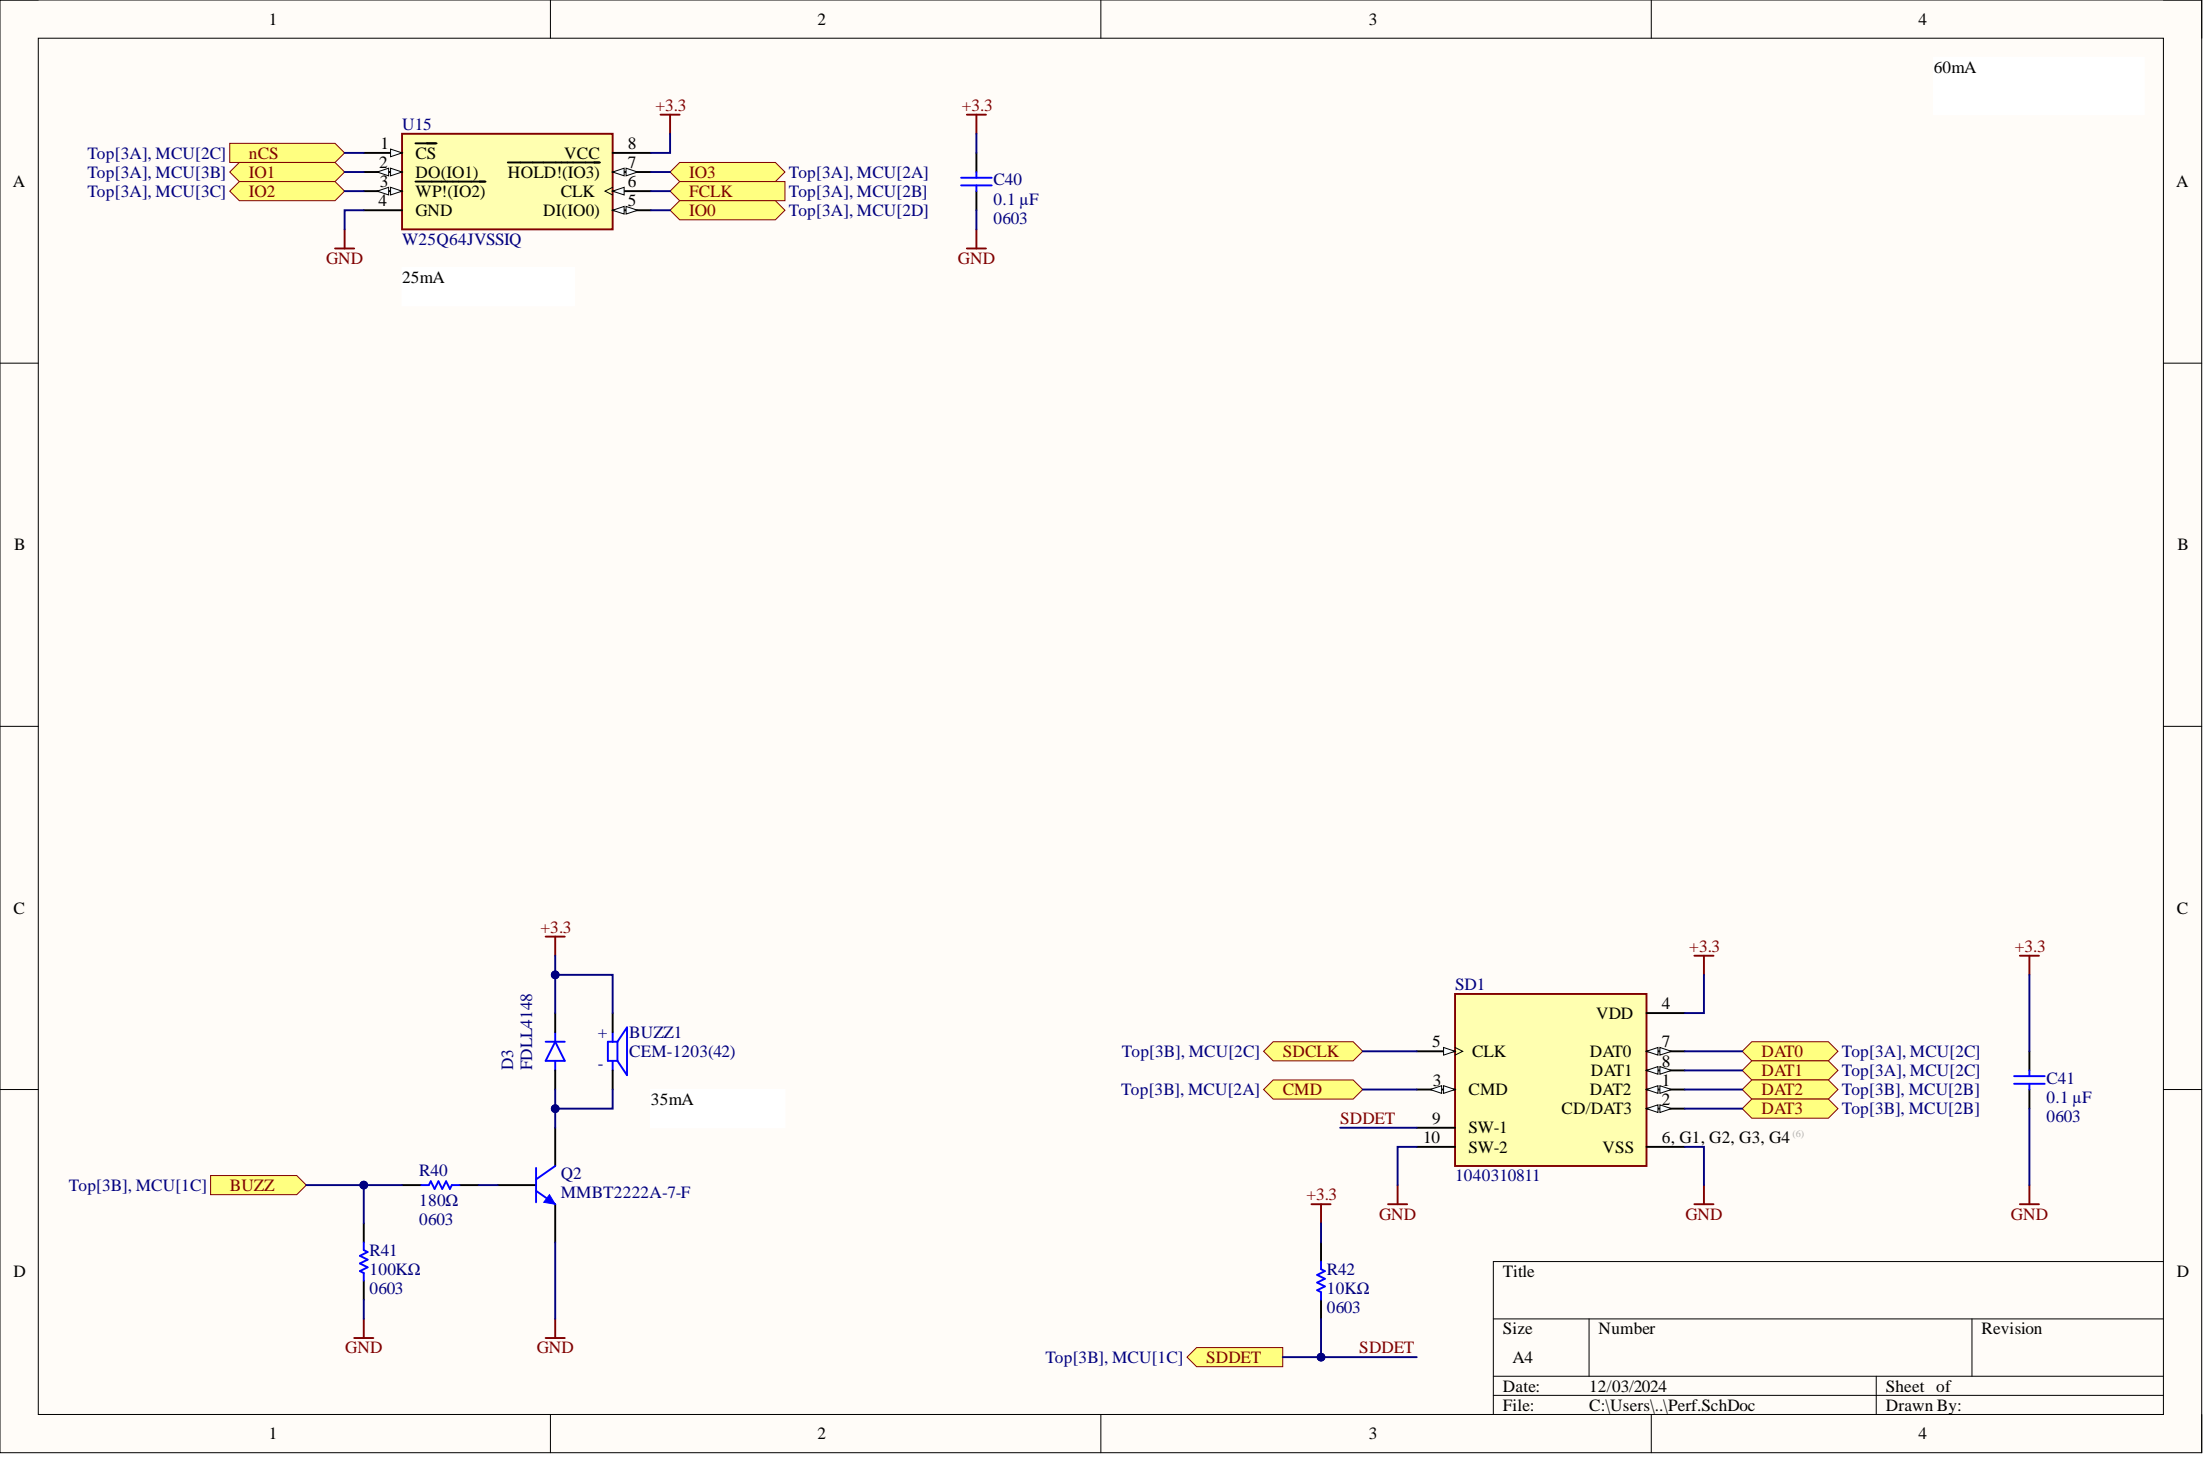 1 2 3 4
60mA
A A
U15
+3.3
+3.3
Top[3A], MCU[2C] nCS 1 CS VCC 8
Top[3A], MCU[3B] IO1 2 DO(IO1) HOLD!(IO3) 7 IO3 Top[3A], MCU[2A]
Top[3A], MCU[3C] IO2 3 WP!(IO2) CLK 6 FCLK Top[3A], MCU[2B]
4 GND DI(IO0) 5 IO0 Top[3A], MCU[2D]
W25Q64JVSSIQ
GND
25mA
C40
0.1 µF
0603
GND
B B
C C
+3.3
D3
FDLL4148
+
-
BUZZ1
CEM-1203(42)
35mA
Top[3B], MCU[1C] BUZZ
R40
180Ω
0603
Q2
MMBT2222A-7-F
R41
100KΩ
0603
GND
GND
+3.3
+3.3
SD1
VDD 4
Top[3B], MCU[2C] SDCLK 5 CLK DAT0 7 DAT0 Top[3A], MCU[2C]
DAT1 8 DAT1 Top[3A], MCU[2C]
Top[3B], MCU[2A] CMD 3 CMD DAT2 1 DAT2 Top[3B], MCU[2B]
CD/DAT3 2 DAT3 Top[3B], MCU[2B]
SDDET 9 SW-1
10 SW-2 VSS 6, G1, G2, G3, G4 (6)
1040310811
GND
GND
C41
0.1 µF
0603
GND
+3.3
R42
10KΩ
0603
Top[3B], MCU[1C] SDDET SDDET
D D
Title
Size Number Revision
A4
Date: 12/03/2024 Sheet of
File: C:\Users\..\Perf.SchDoc Drawn By:
1 2 3 4